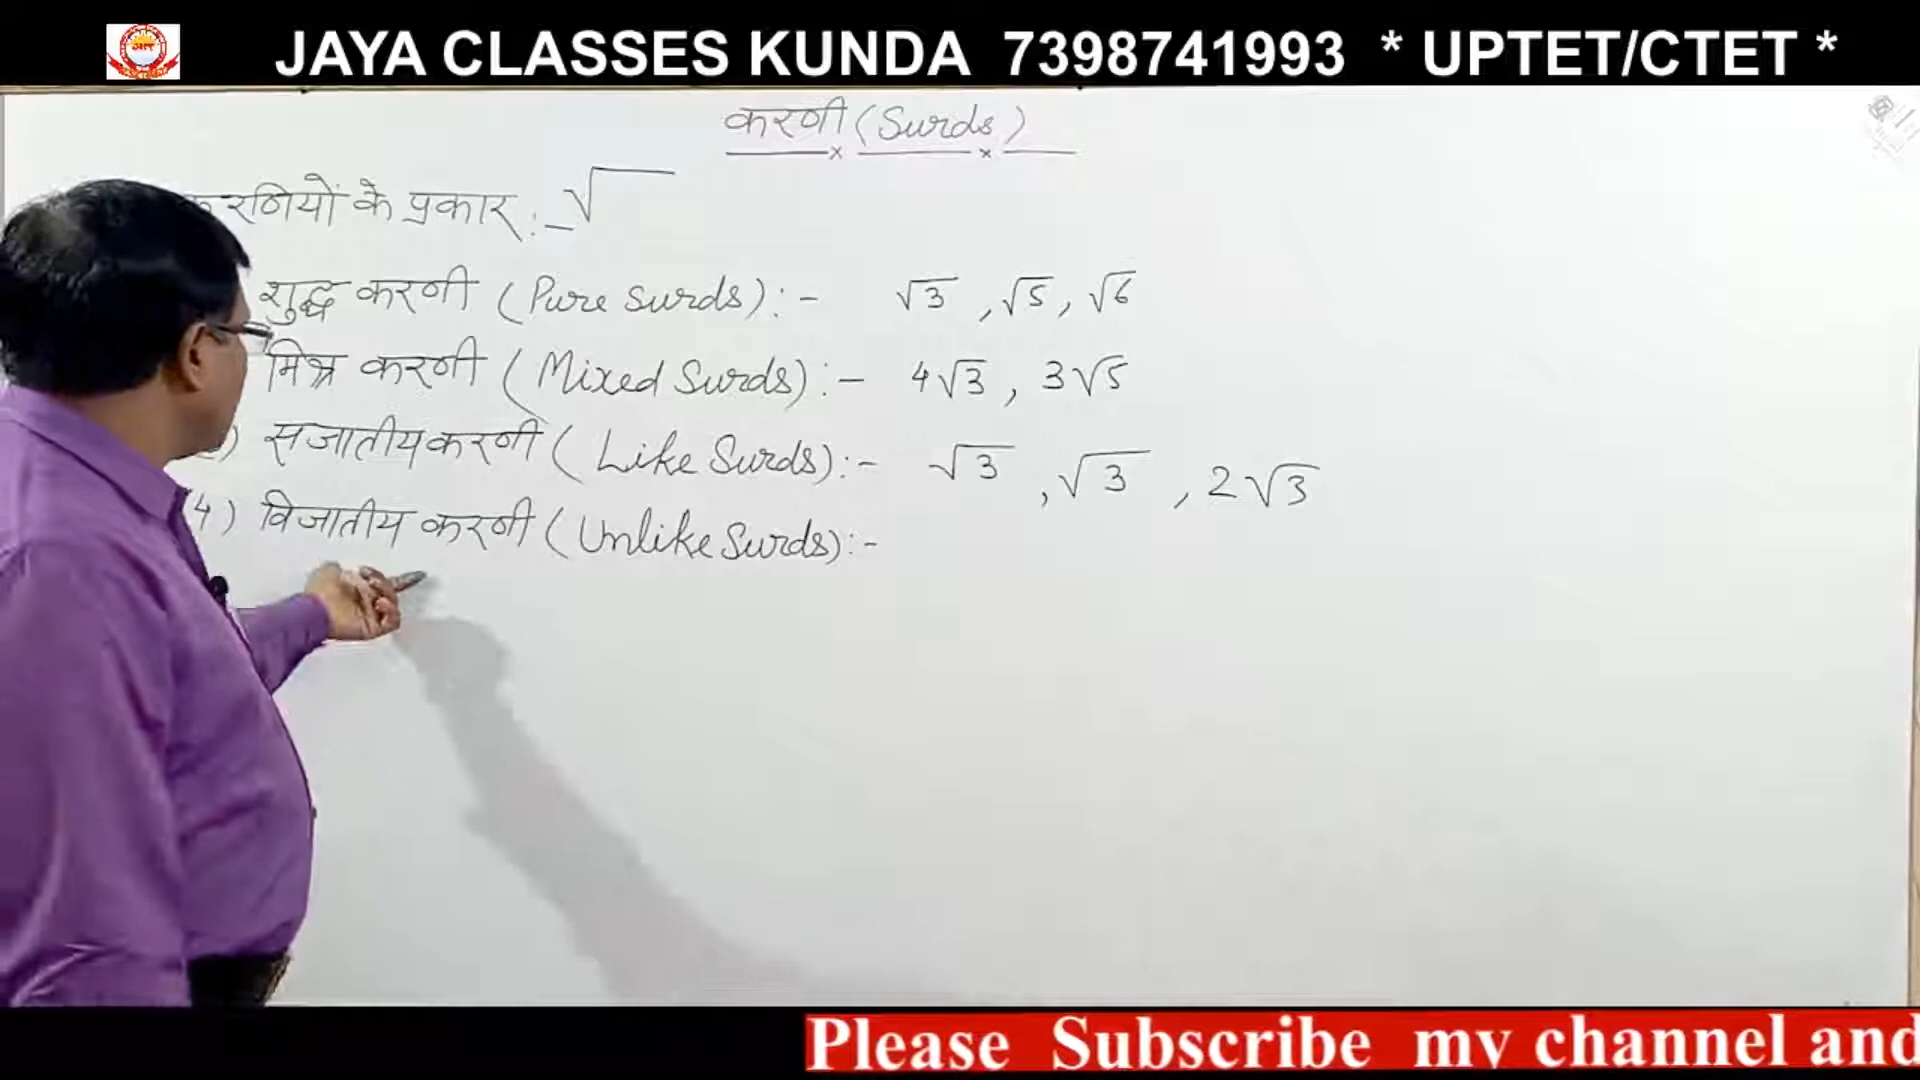 JAYA CLASSES KUNDA 7398741993 * UPTET/CTET *
करणी (Surds)
करणियों के प्रकार :- √
शुद्ध करणी (Pure Surds) :- √3 , √5 , √6
मिश्र करणी (Mixed Surds) :- 4√3 , 3√5
) सजातीय करणी (Like Surds) :- √3 , √3 , 2√3
4) विजातीय करणी (Unlike Surds) :-
Please Subscribe my channel and